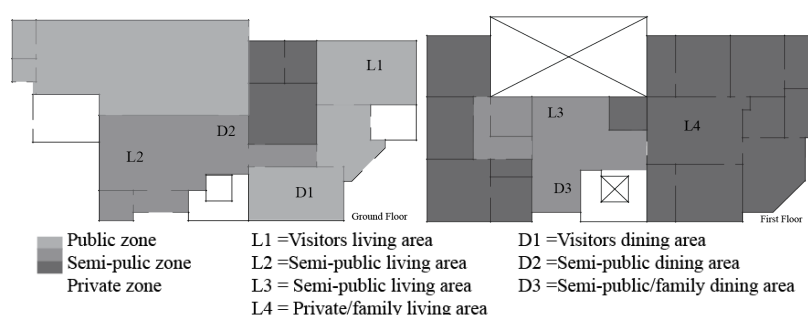 L1
D2
L2
D1
Ground Floor
L3
L4
D3
First Floor
Public zone
Semi-pulic zone
Private zone
L1 =Visitors living area
L2 =Semi-public living area
L3 = Semi-public living area
L4 = Private/family living area
D1 =Visitors dining area
D2 =Semi-public dining area
D3 =Semi-public/family dining area